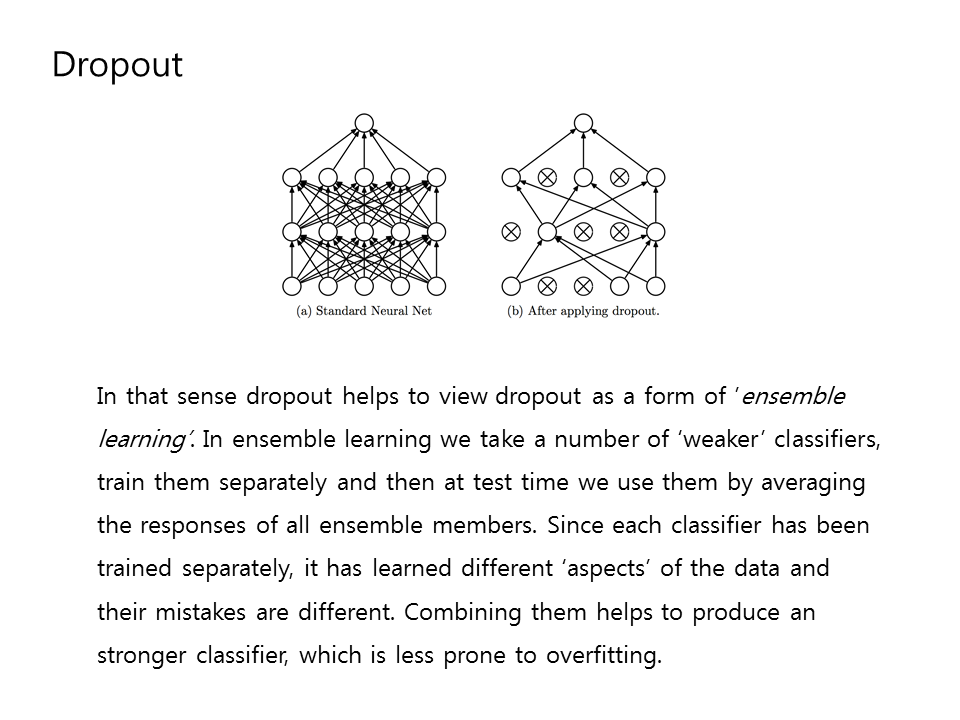 Dropout
(a) Standard Neural Net
(b) After applying dropout.
In that sense dropout helps to view dropout as a form of ‘ensemble
learning’. In ensemble learning we take a number of ‘weaker’ classifiers,
train them separately and then at test time we use them by averaging
the responses of all ensemble members. Since each classifier has been
trained separately, it has learned different ‘aspects’ of the data and
their mistakes are different. Combining them helps to produce an
stronger classifier, which is less prone to overfitting.